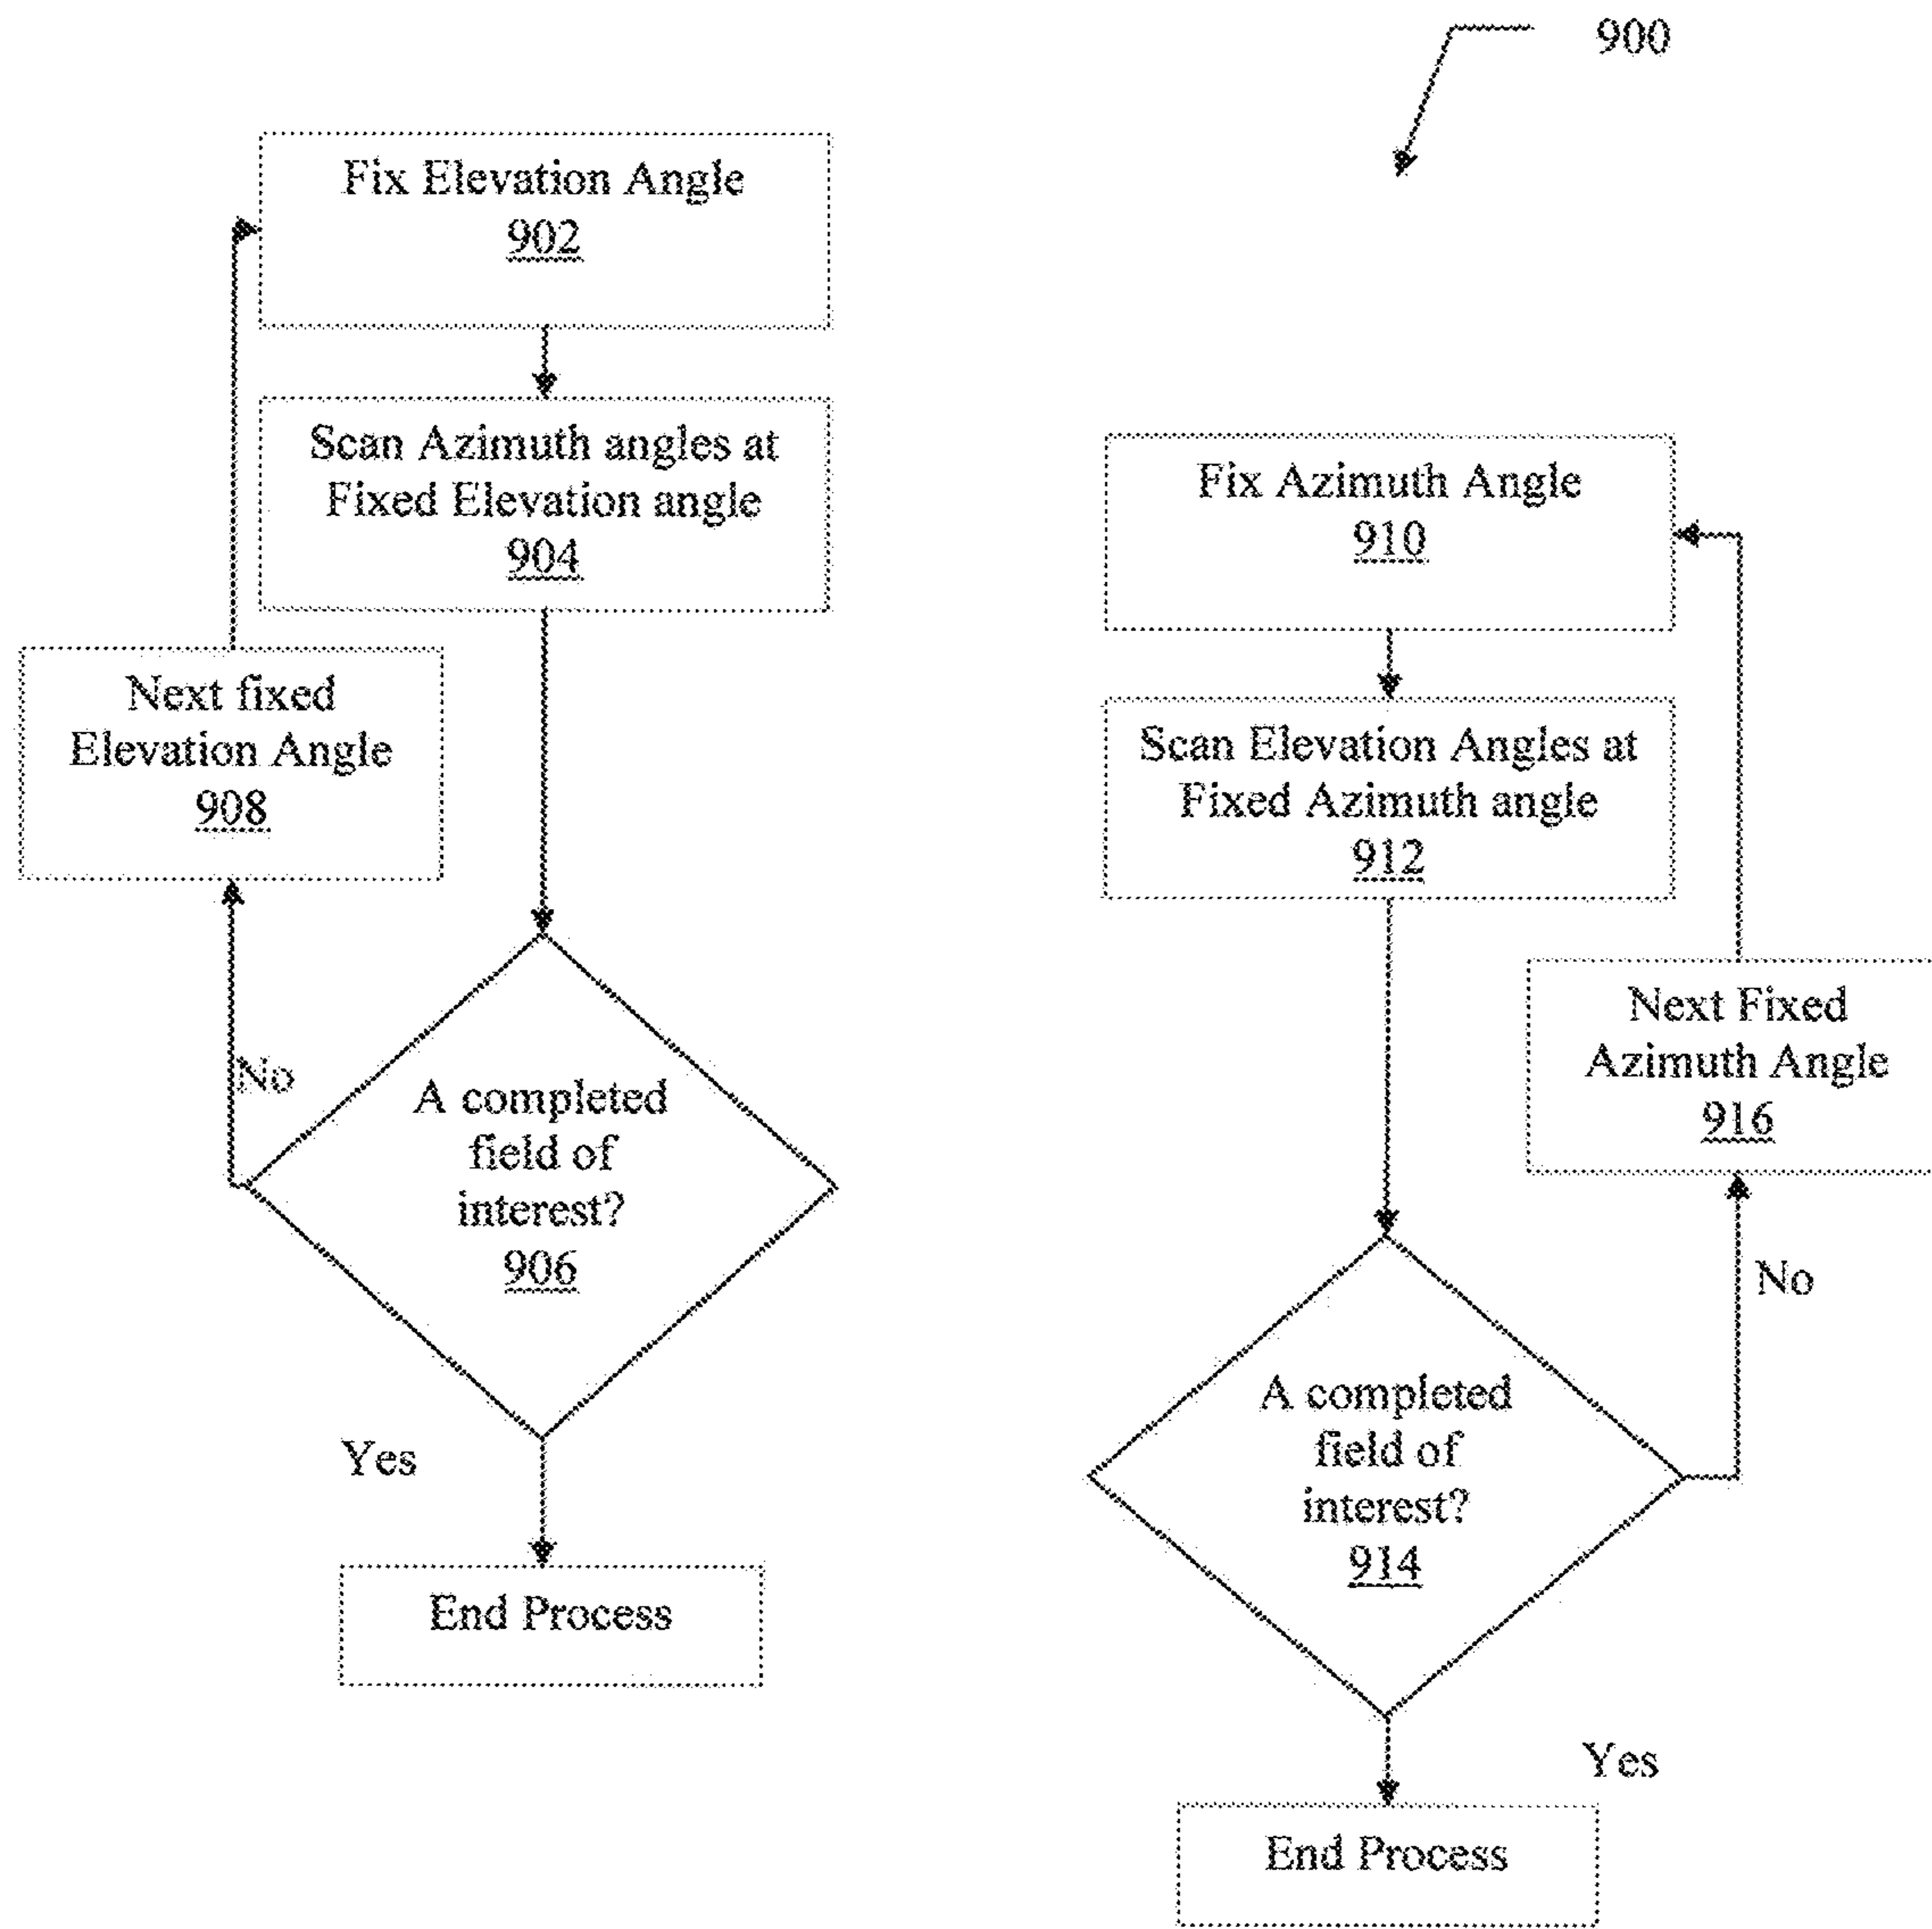 900
Fix Elevation Angle
902
Scan Azimuth angles at
Fixed Elevation angle
904
Next fixed
Elevation Angle
908
No
A completed
field of
interest?
906
Yes
End Process
Fix Azimuth Angle
910
Scan Elevation Angles at
Fixed Azimuth angle
912
Next Fixed
Azimuth Angle
916
No
A completed
field of
interest?
914
Yes
End Process